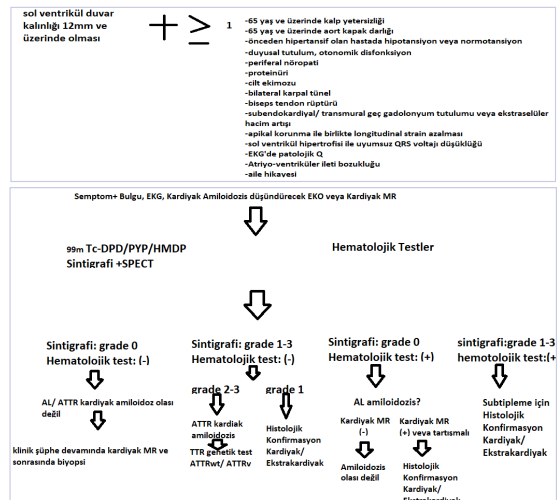 sol ventrikül duvar
kalınlığı 12mm ve
üzerinde olması
+ ≥ 1
-65 yaş ve üzerinde kalp yetersizliği
-65 yaş ve üzerinde aort kapak darlığı
-önceden hipertansif olan hastada hipotansiyon veya normotansiyon
-duyusal tutulum, otonomik disfonksiyon
-periferal nöropati
-proteinüri
-cilt ekimozu
-bilateral karpal tünel
-biseps tendon rüptürü
-subendokardiyal/ transmural geç gadolonyum tutulumu veya ekstraselüler
hacim artışı
-apikal korunma ile birlikte longitudinal strain azalması
-sol ventrikül hipertrofisi ile uyumsuz QRS voltajı düşüklüğü
-EKG'de patolojik Q
-Atriyo-ventriküler ileti bozukluğu
-aile hikayesi
Semptom+ Bulgu, EKG, Kardiyak Amiloidozis düşündürecek EKO veya Kardiyak MR
99m Tc-DPD/PYP/HMDP
Sintigrafi +SPECT
Hematolojik Testler
Sintigrafi: grade 0
Hematolojik test: (-)
AL/ ATTR kardiyak amiloidoz olası
değil
klinik şüphe devamında kardiyak MR ve
sonrasında biyopsi
Sintigrafi: grade 1-3
Hematolojik test: (-)
grade 2-3
ATTR kardiak
amiloidozis
TTR genetik test
ATTRwt/ ATTRv
grade 1
Histolojik
Konfirmasyon
Kardiyak/
Ekstrakardiyak
Sintigrafi: grade 0
Hematolojik test: (+)
AL amiloidozis?
Kardiyak MR
(-)
Amiloidozis
olası değil
Kardiyak MR
(+) veya tartışmalı
Histolojik
Konfirmasyon
Kardiyak/
Ekstrakardiyak
sintigrafi:grade 1-3
hemotolojik test:(+
Subtipleme için
Histolojik
Konfirmasyon
Kardiyak/
Ekstrakardiyak